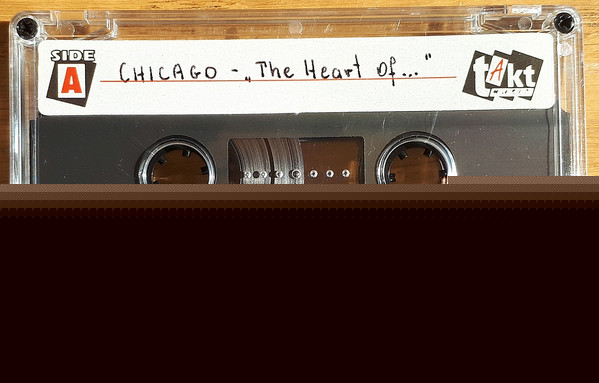 SIDE
A
CHICAGO - „The Heart Of..."
tAkt